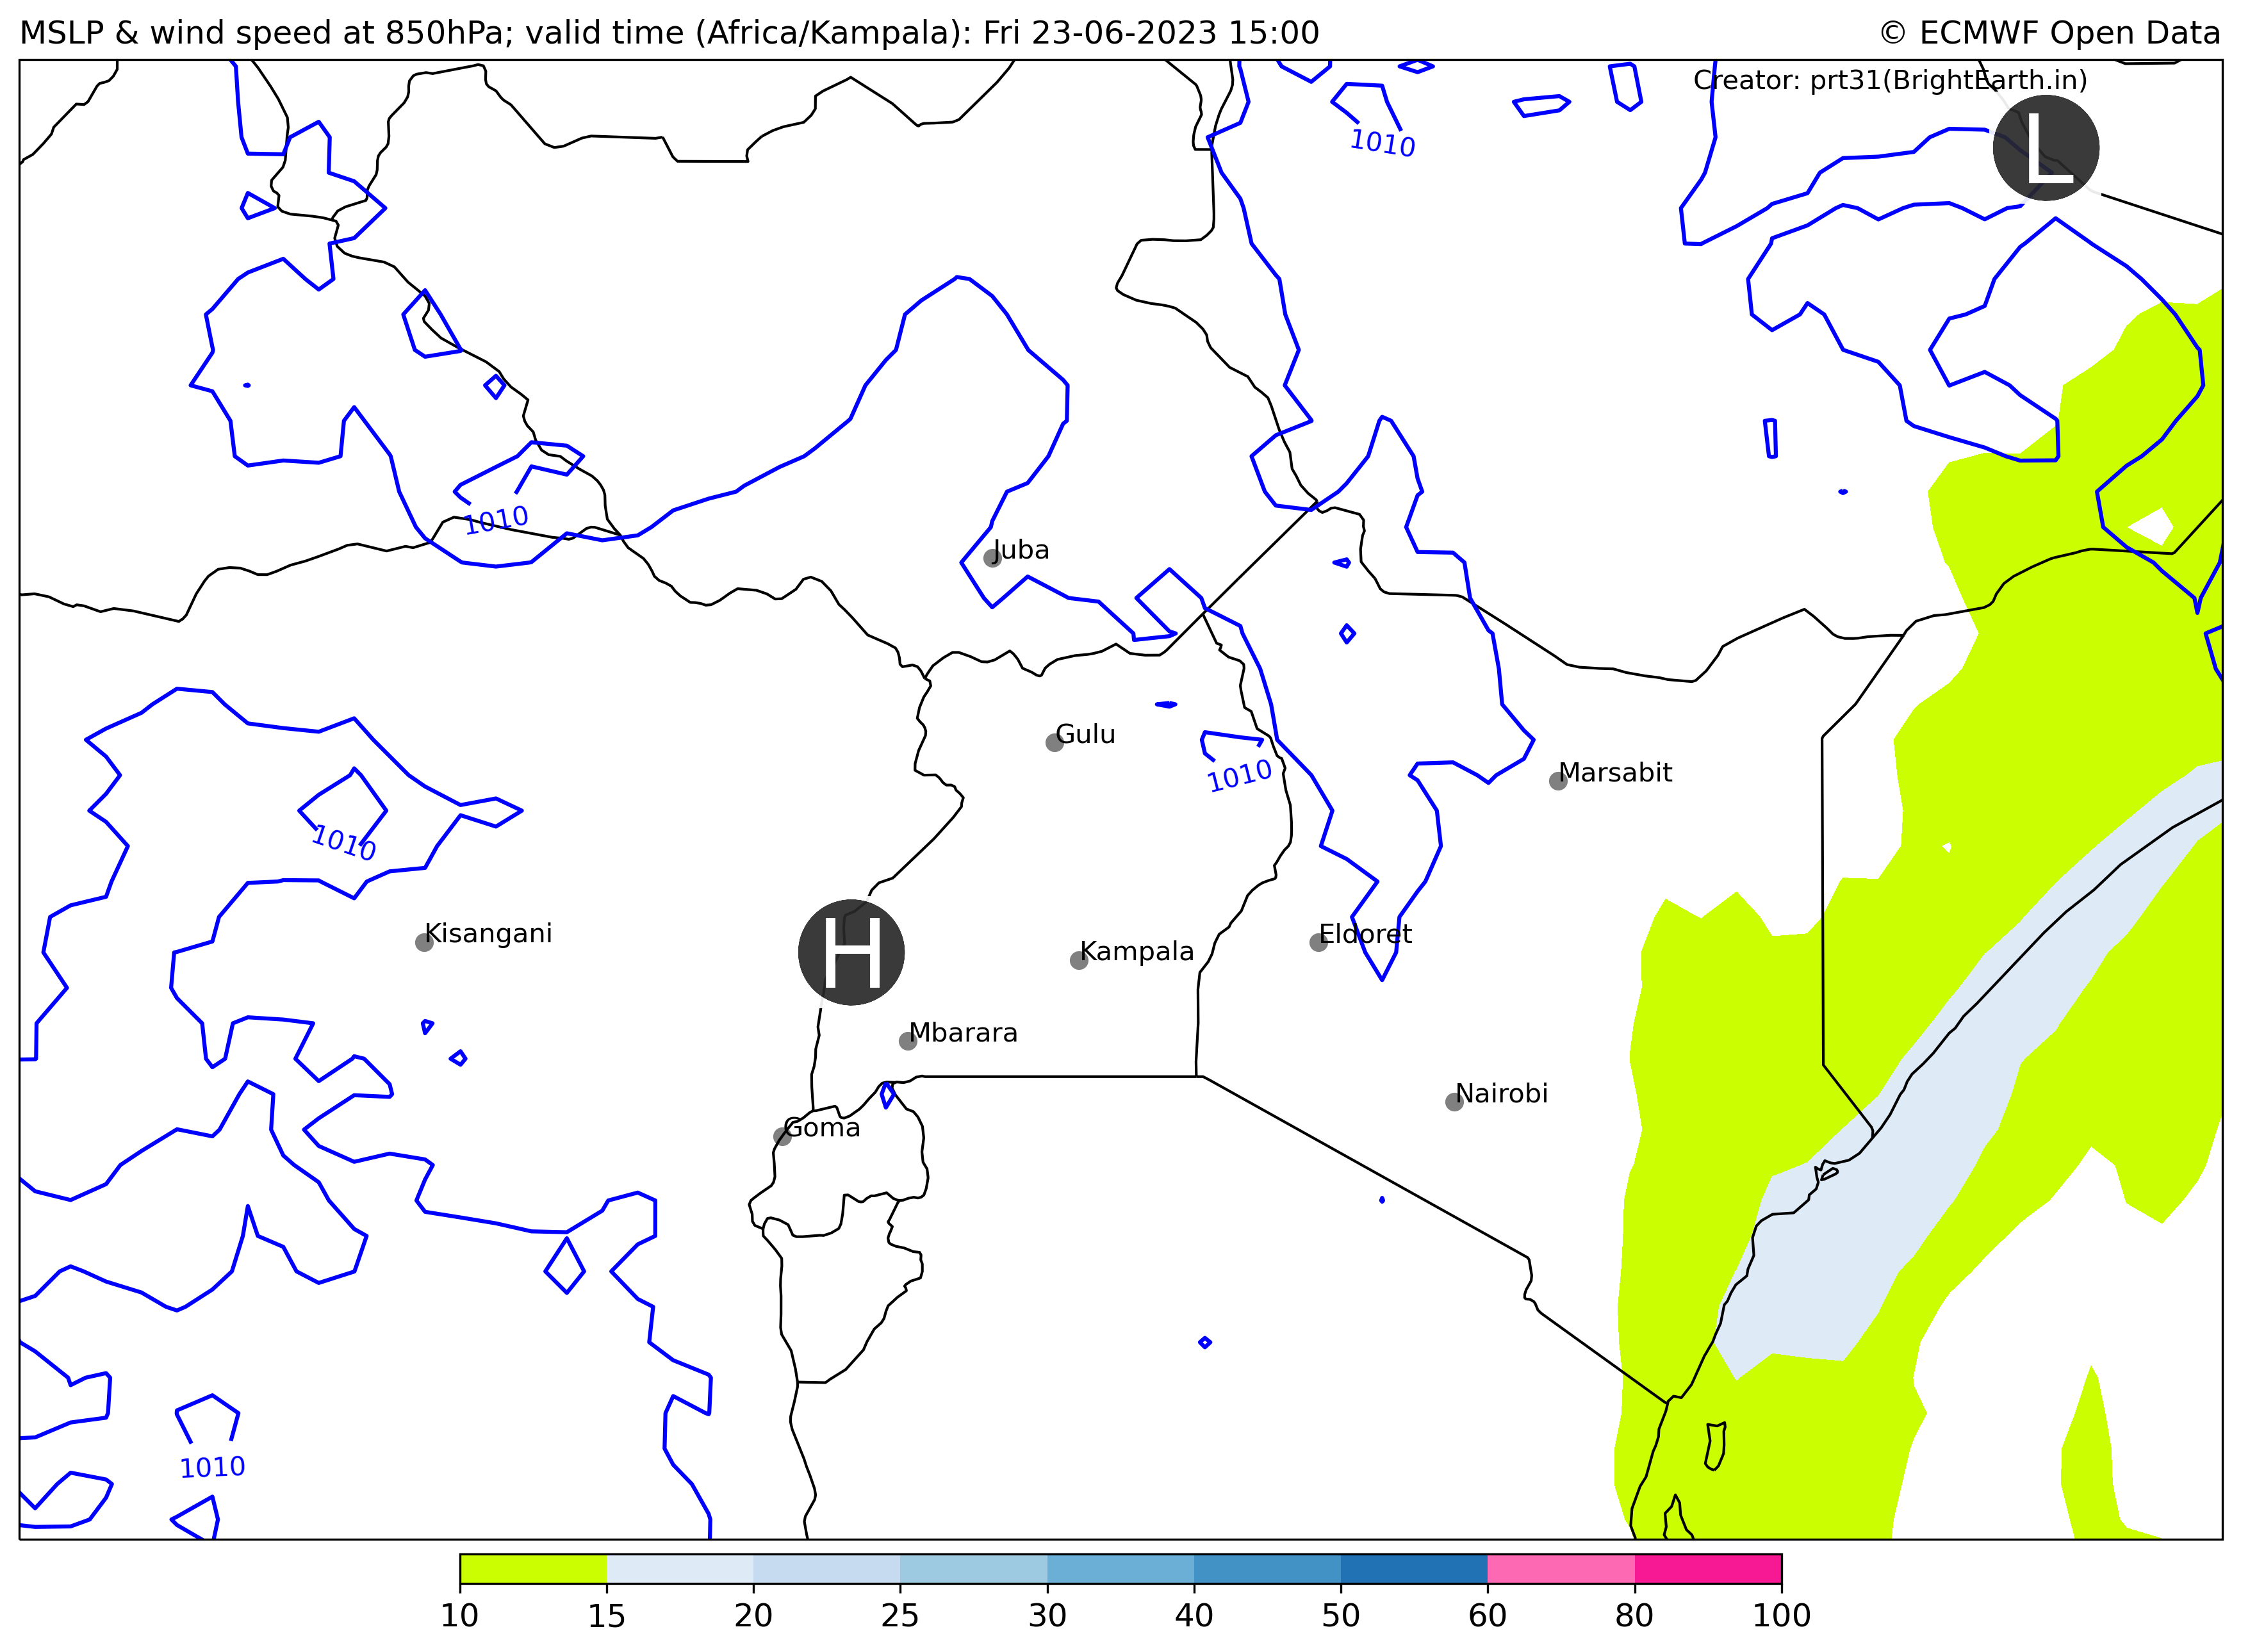 MSLP & wind speed at 850hPa; valid time (Africa/Kampala): Fri 23-06-2023 15:00
© ECMWF Open Data
Creator: prt31(BrightEarth.in)
L
1010
1010
Juba
Gulu
1010
Marsabit
1010
Kisangani
H
Kampala
Eldoret
Mbarara
Nairobi
Goma
1010
10 15 20 25 30 40 50 60 80 100